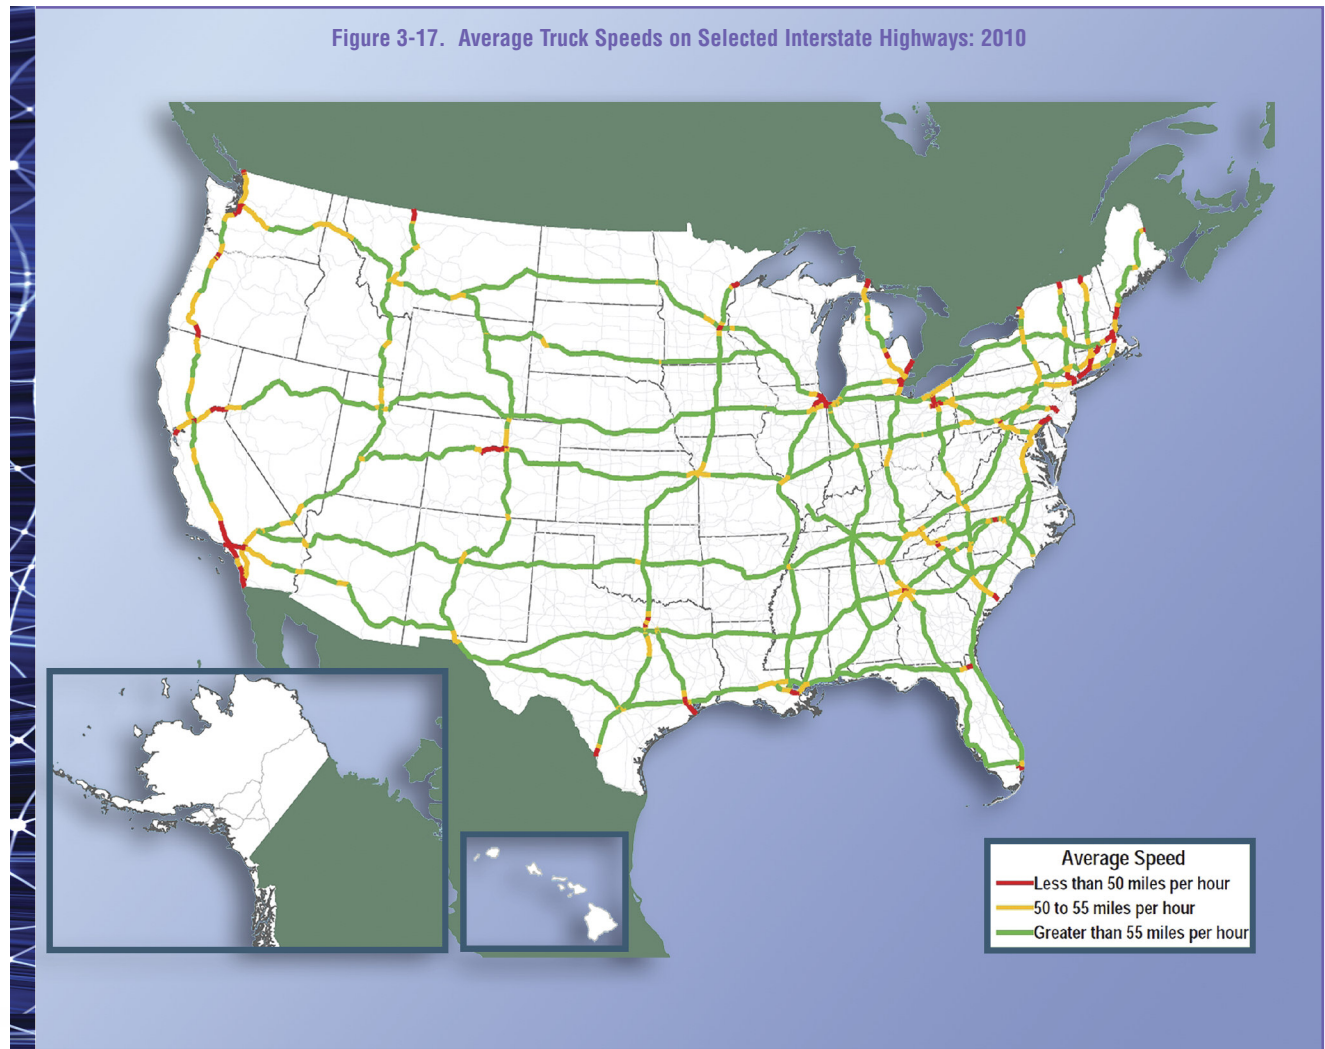 Figure 3-17. Average Truck Speeds on Selected Interstate Highways: 2010
Average Speed
Less than 50 miles per hour
50 to 55 miles per hour
Greater than 55 miles per hour